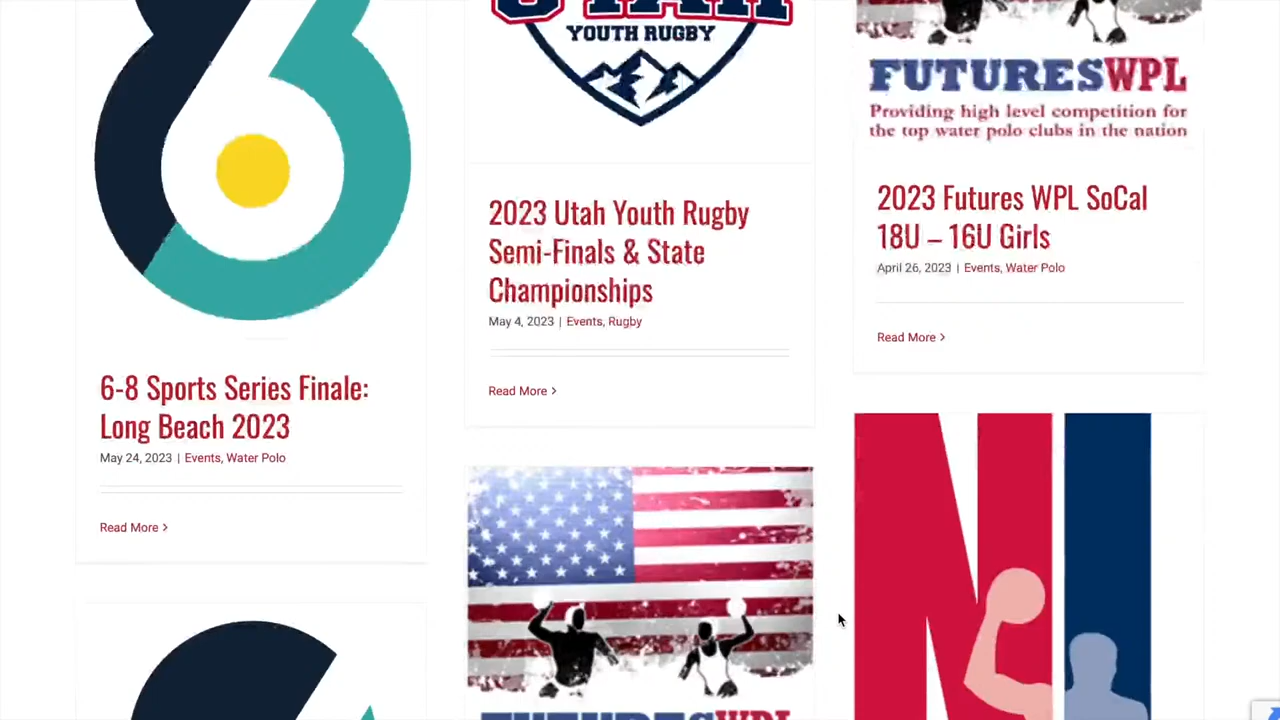 UTAH
YOUTH RUGBY
FUTURESWPL
Providing high level competition for
the top water polo clubs in the nation
6-8 Sports Series Finale:
Long Beach 2023
May 24, 2023 | Events, Water Polo
Read More >
2023 Utah Youth Rugby
Semi-Finals & State
Championships
May 4, 2023 | Events, Rugby
Read More >
2023 Futures WPL SoCal
18U – 16U Girls
April 26, 2023 | Events, Water Polo
Read More >
FUTURESWPL